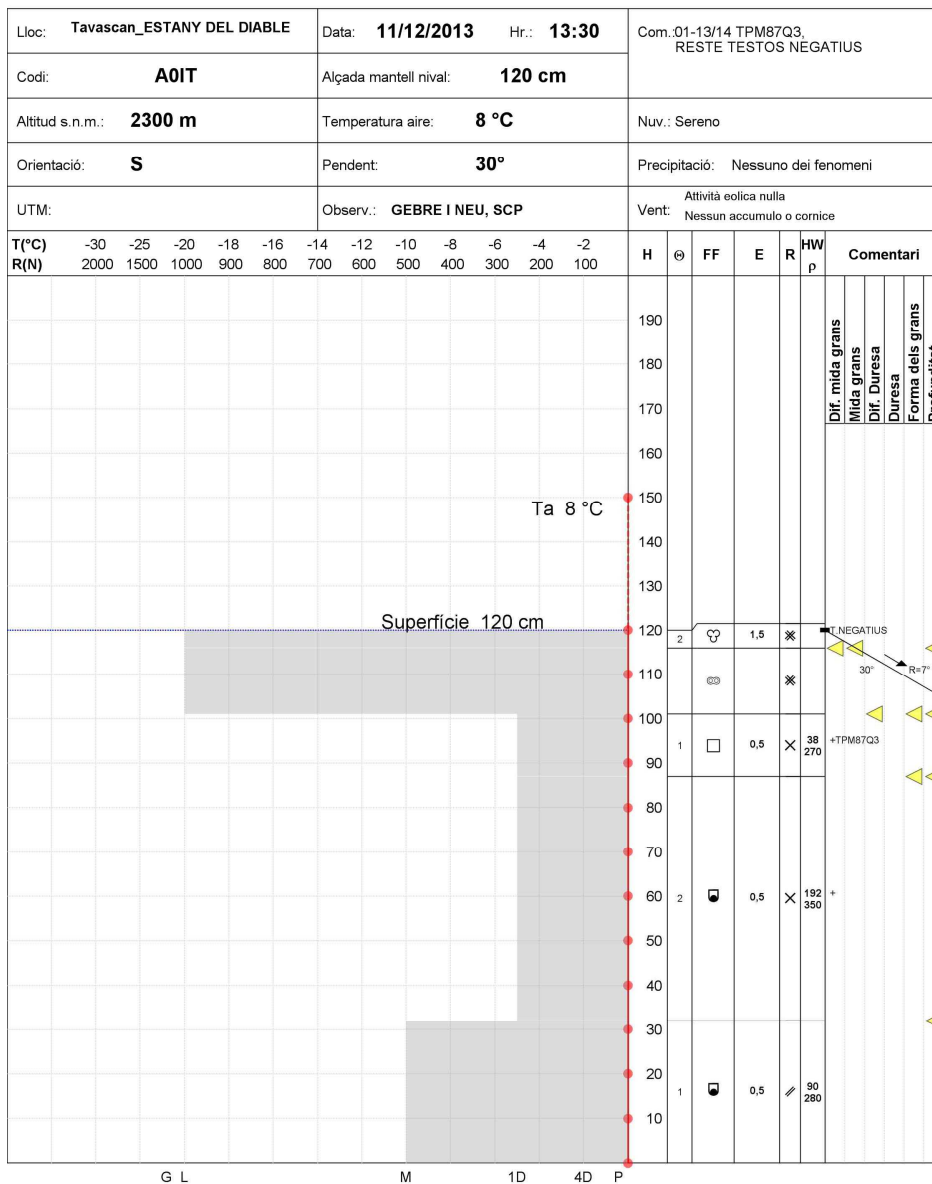 Lloc: Tavascan_ESTANY DEL DIABLE
Data: 11/12/2013 Hr.: 13:30
Com.:01-13/14 TPM87Q3,
RESTE TESTOS NEGATIUS
Codi: A0IT
Alçada mantell nival: 120 cm
Altitud s.n.m.: 2300 m
Temperatura aire: 8 °C
Nuv.: Sereno
Orientació: S
Pendent: 30°
Precipitació: Nessuno dei fenomeni
UTM:
Observ.: GEBRE I NEU, SCP
Vent: Attività eolica nulla
Nessun accumulo o cornice
T(°C) -30 -25 -20 -18 -16 -14 -12 -10 -8 -6 -4 -2
R(N) 2000 1500 1000 900 800 700 600 500 400 300 200 100
H Θ FF E R HW ρ Comentari
Dif. mida grans
Mida grans
Dif. Duresa
Duresa
Forma dels grans
190
180
170
160
150
Ta 8 °C
140
130
Superfície 120 cm
120
2 1,5
T.NEGATIUS
30° R=7°
110
100
1 0,5 38 270
+TPM87Q3
90
80
70
60
2 0,5 192 350
+
50
40
30
20
1 0,5 90 280
10
G L M 1D 4D P